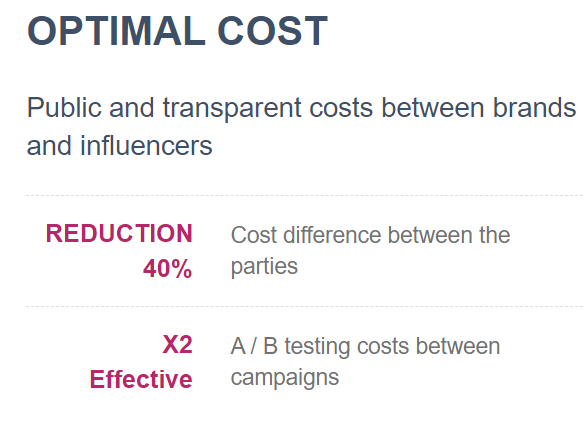 OPTIMAL COST
Public and transparent costs between brands
and influencers
REDUCTION
40%
Cost difference between the
parties
X2
Effective
A / B testing costs between
campaigns